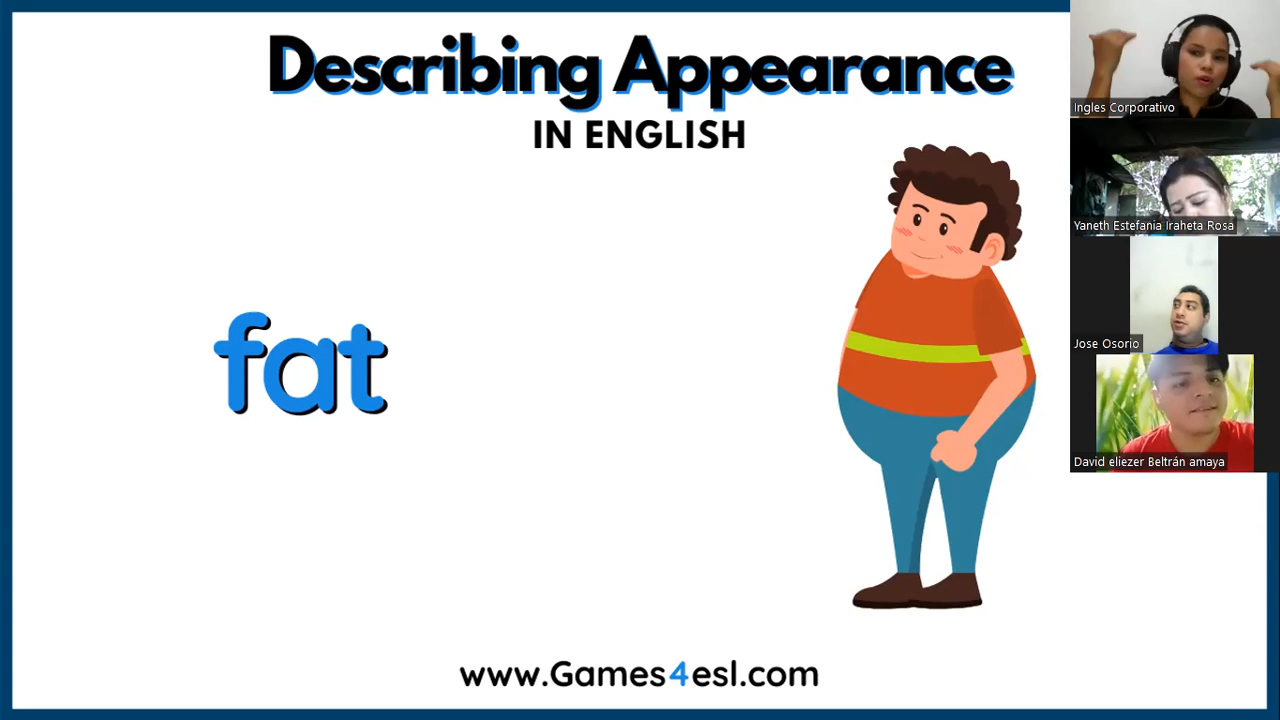 Describing Appearance
IN ENGLISH
fat
www.Games4esl.com
Ingles Corporativo
Yaneth Estefania Iraheta Rosa
Jose Osorio
David eliezer Beltrán amaya